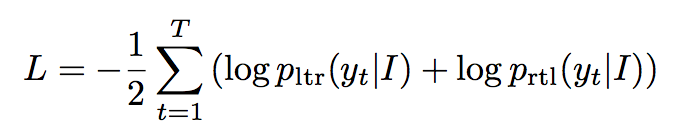 L = -\frac{1}{2} \sum_{t=1}^{T} (\log p_{\text{ltr}}(y_t|I) + \log p_{\text{rtl}}(y_t|I))